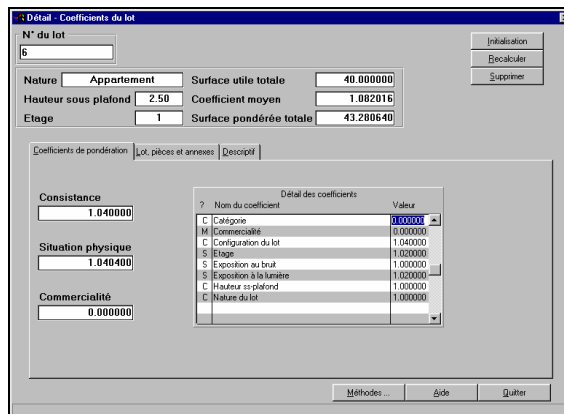 Détail - Coefficients du lot
N° du lot
6
Initialisation
Recalculer
Supprimer
Nature Appartement Surface utile totale 40.000000
Hauteur sous plafond 2.50 Coefficient moyen 1.082016
Etage 1 Surface pondérée totale 43.280640
Coefficients de pondération Lot, pièces et annexes Descriptif
Consistance
1.040000
Situation physique
1.040400
Commercialité
0.000000
Détail des coefficients
? Nom du coefficient Valeur
C Catégorie 0.000000
M Commercialité 0.000000
C Configuration du lot 1.040000
S Etage 1.020000
S Exposition au bruit 1.000000
S Exposition à la lumière 1.020000
C Hauteur ss-plafond 1.000000
C Nature du lot 1.000000
Méthodes ... Aide Quitter